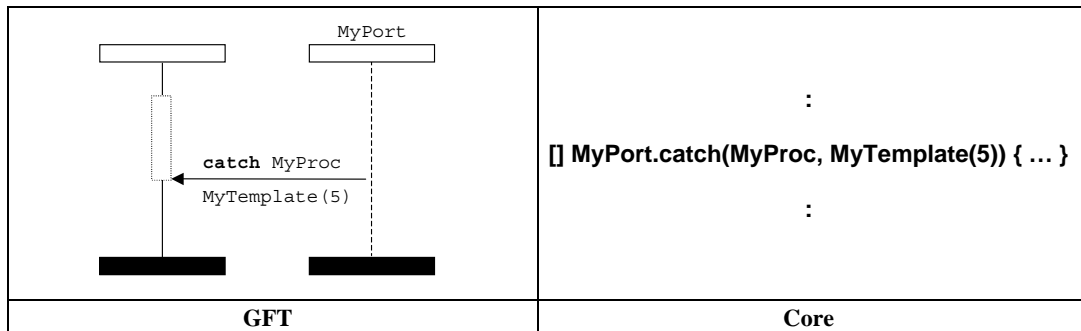 MyPort
catch MyProc
MyTemplate(5)
:
[] MyPort.catch(MyProc, MyTemplate(5)) { … }
:
GFT
Core